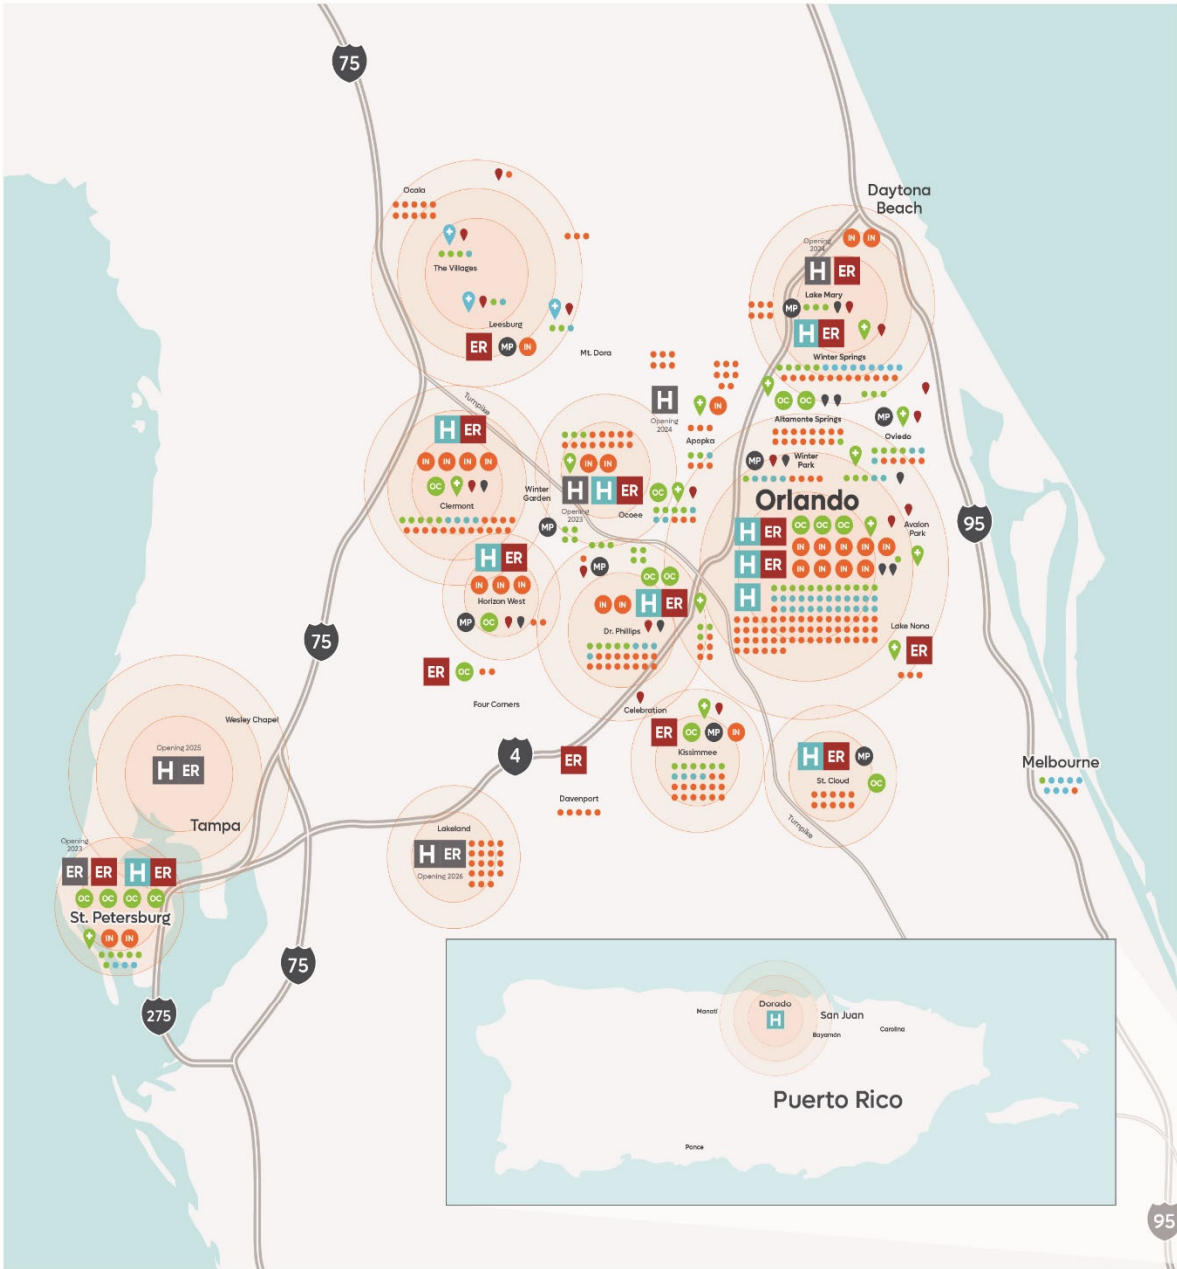 75
Daytona
Beach
Ocala
Opening
2024
IN IN
H ER
The Villages
Lake Mary
MP
H ER
Leesburg
ER MP IN
Winter Springs
Mt. Dora
Turnpike
H
Opening
2024
IN
Apopka
OC OC
Altamonte Springs
MP
Oviedo
H ER
IN IN IN IN
OC
Clermont
IN IN
Winter
Garden
H H ER
Opening
2023
Ocoee
OC
MP
Winter
Park
Orlando
H ER
OC OC OC
Avalon
Park
IN IN IN IN IN
H ER
IN IN IN IN
H
95
MP
H ER
IN IN IN
Horizon West
MP OC
MP
OC OC
IN IN H ER
Dr. Phillips
Lake Nona
ER
75
ER OC
Four Corners
Celebration
ER OC MP IN
Kissimmee
H ER MP
St. Cloud
OC
Melbourne
Wesley Chapel
Opening 2025
H ER
Tampa
4
ER
Davenport
Turnpike
Lakeland
H ER
Opening 2026
Opening
2023
ER ER H ER
OC OC OC OC
St. Petersburg
IN IN
75
275
Dorado
H
Manatí
San Juan
Bayamón
Carolina
Puerto Rico
Ponce
95